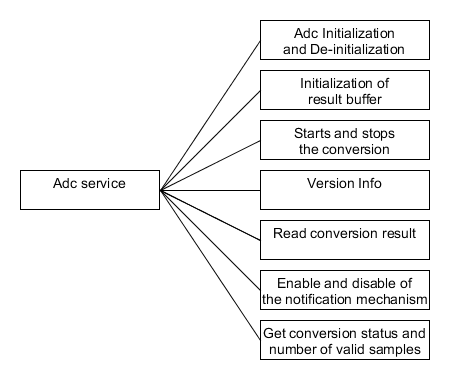 Adc Initialization
and De-initialization
Initialization of
result buffer
Starts and stops
the conversion
Adc service
Version Info
Read conversion result
Enable and disable of
the notification mechanism
Get conversion status and
number of valid samples